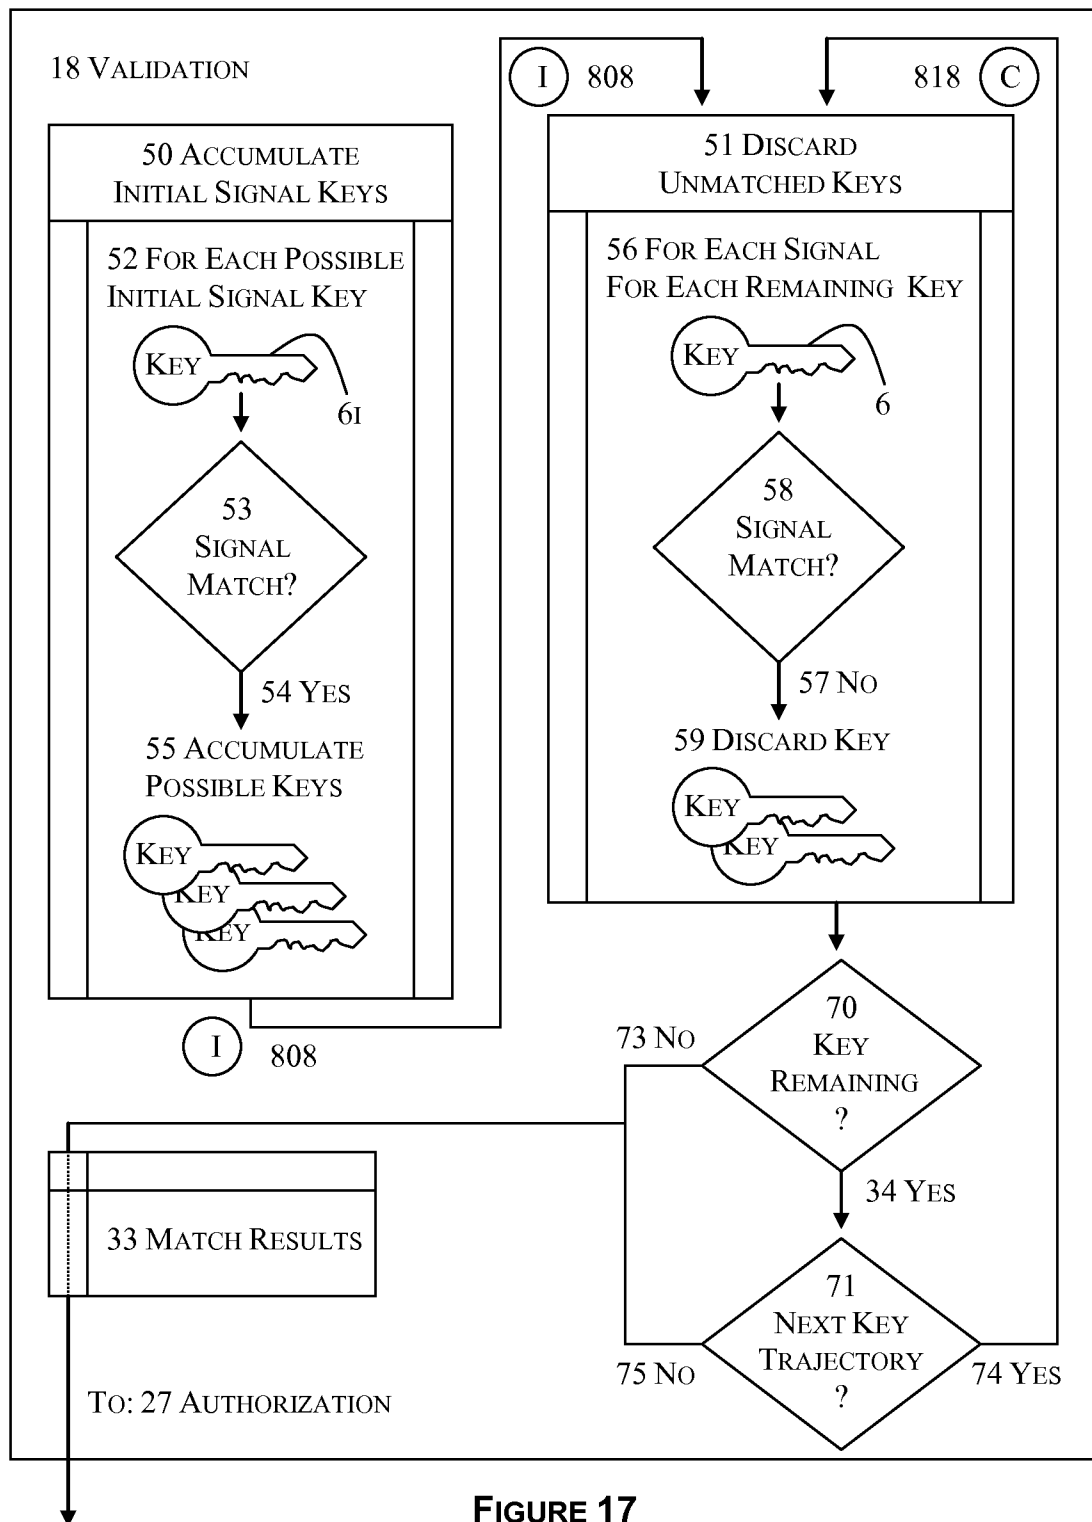 18 VALIDATION
I 808
818 C
50 ACCUMULATE
INITIAL SIGNAL KEYS
52 FOR EACH POSSIBLE
INITIAL SIGNAL KEY
KEY
6I
53
SIGNAL
MATCH?
54 YES
55 ACCUMULATE
POSSIBLE KEYS
KEY
KEY
KEY
I 808
51 DISCARD
UNMATCHED KEYS
56 FOR EACH SIGNAL
FOR EACH REMAINING KEY
KEY
6
58
SIGNAL
MATCH?
57 NO
59 DISCARD KEY
KEY
KEY
70
KEY
REMAINING
?
73 NO
34 YES
71
NEXT KEY
TRAJECTORY
?
75 NO
74 YES
33 MATCH RESULTS
TO: 27 AUTHORIZATION
FIGURE 17